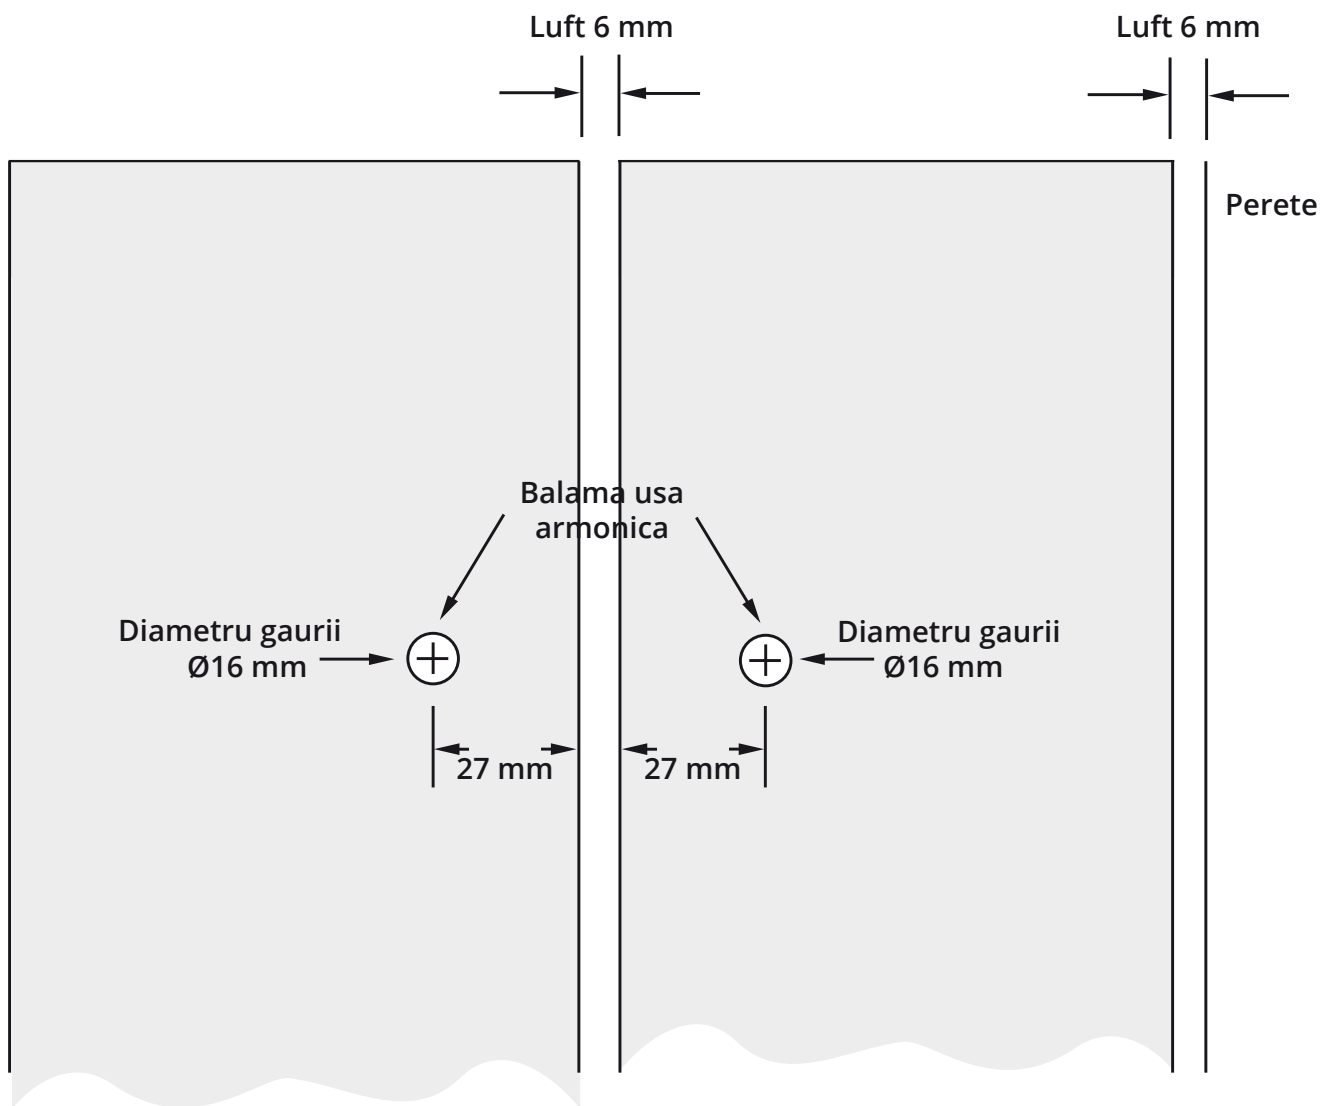 Luft 6 mm
Luft 6 mm
Perete
Balama usa
armonica
Diametru gaurii
Ø16 mm
Diametru gaurii
Ø16 mm
27 mm
27 mm